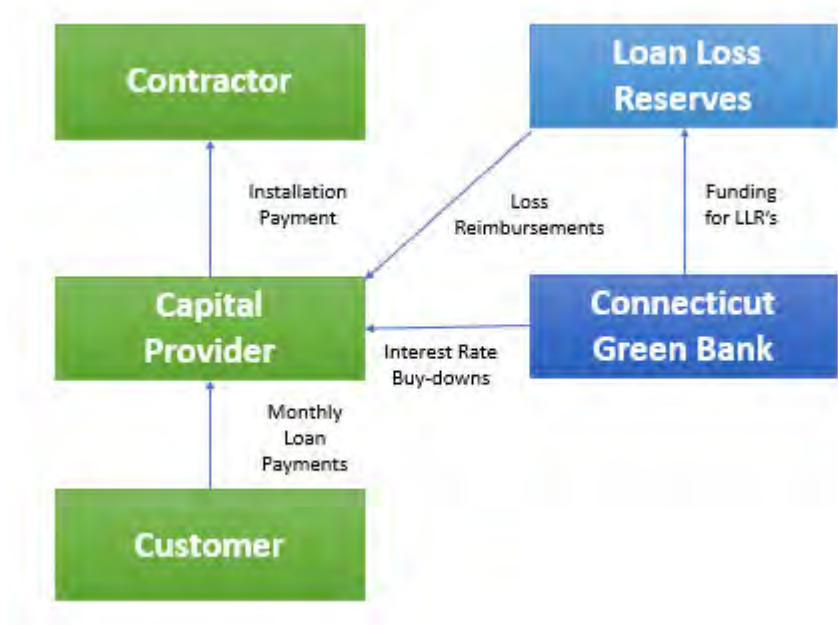 Contractor
Loan Loss
Reserves
Installation
Payment
Loss
Reimbursements
Funding
for LLR's
Capital
Provider
Connecticut
Green Bank
Interest Rate
Buy-downs
Monthly
Loan
Payments
Customer